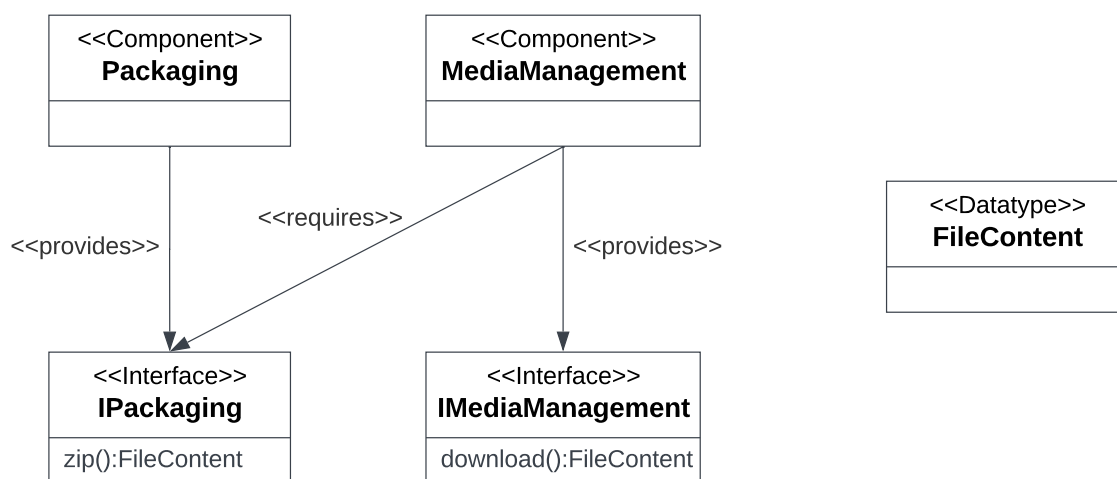 <<Component>>
Packaging
<<Component>>
MediaManagement
<<requires>>
<<provides>>
<<provides>>
<<Datatype>>
FileContent
<<Interface>>
IPackaging
zip():FileContent
<<Interface>>
IMediaManagement
download():FileContent